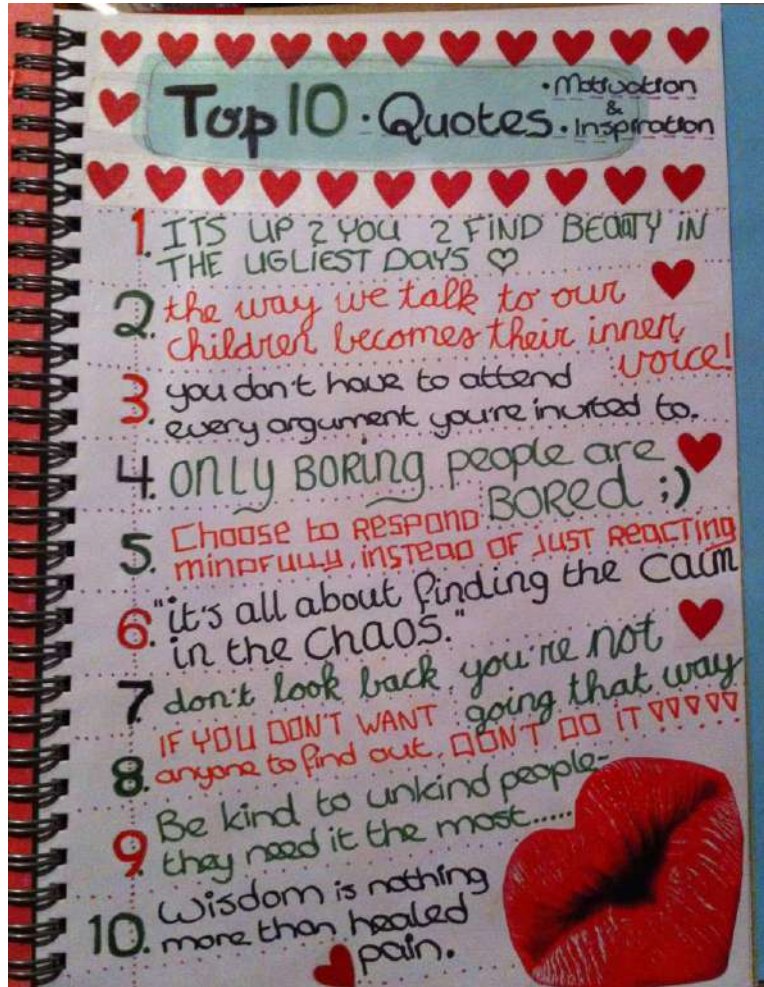 Top 10 · Quotes · Motivation
&
· Inspiration
1. ITS UP 2 YOU 2 FIND BEAUTY IN
THE UGLIEST DAYS ♡
2. the way we talk to our
children becomes their inner
voice!
3. you don't have to attend
every argument you're invited to.
4. ONLY BORING people are
BORED ;)
5. Choose to RESPOND
MINDFULLY, INSTEAD OF JUST REACTING
6. "it's all about finding the calm
in the CHAOS."
7 don't look back, you're not
going that way
8. IF YOU DON'T WANT
anyone to find out, DON'T DO IT
9. Be kind to unkind people-
they need it the most.....
10. Wisdom is nothing
more than healed
pain.